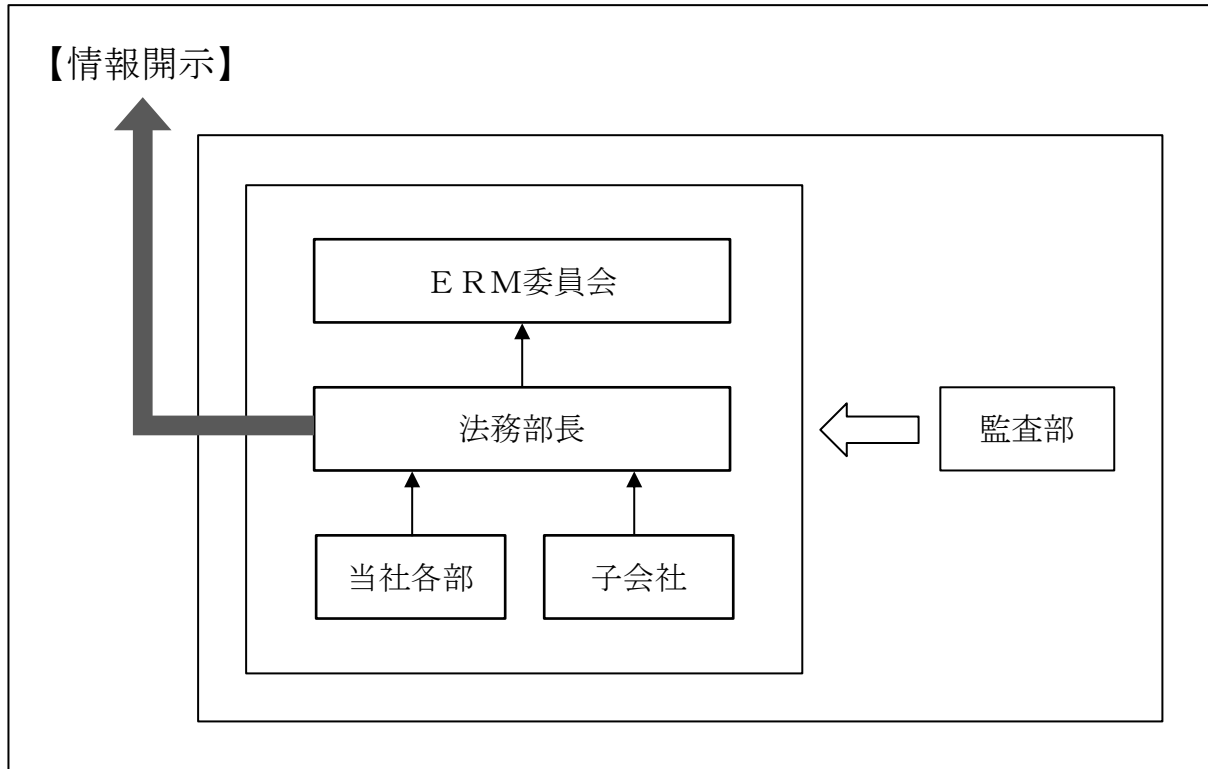 【情報開示】
ＥＲＭ委員会
法務部長
監査部
当社各部
子会社